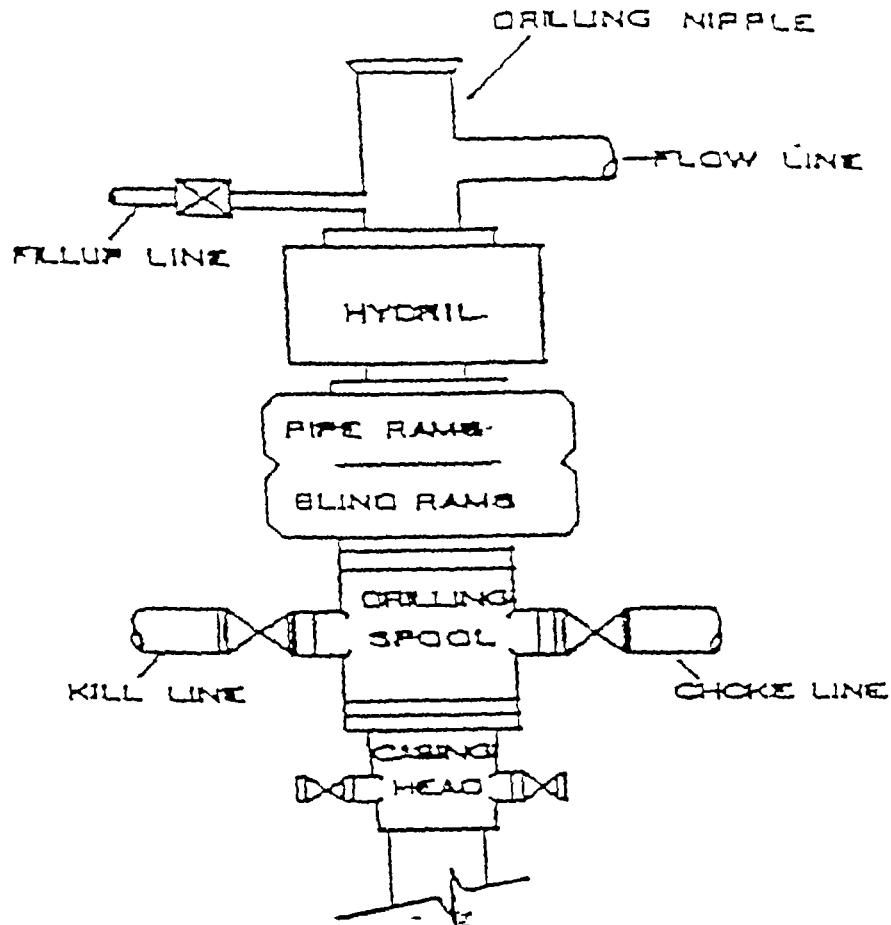 DRILLING NIPPLE
FLOW LINE
FILLUP LINE
HYDRIL
PIPE RAMS
BLIND RAMS
DRILLING
SPOOL
KILL LINE
CHOKE LINE
CASING
HEAD